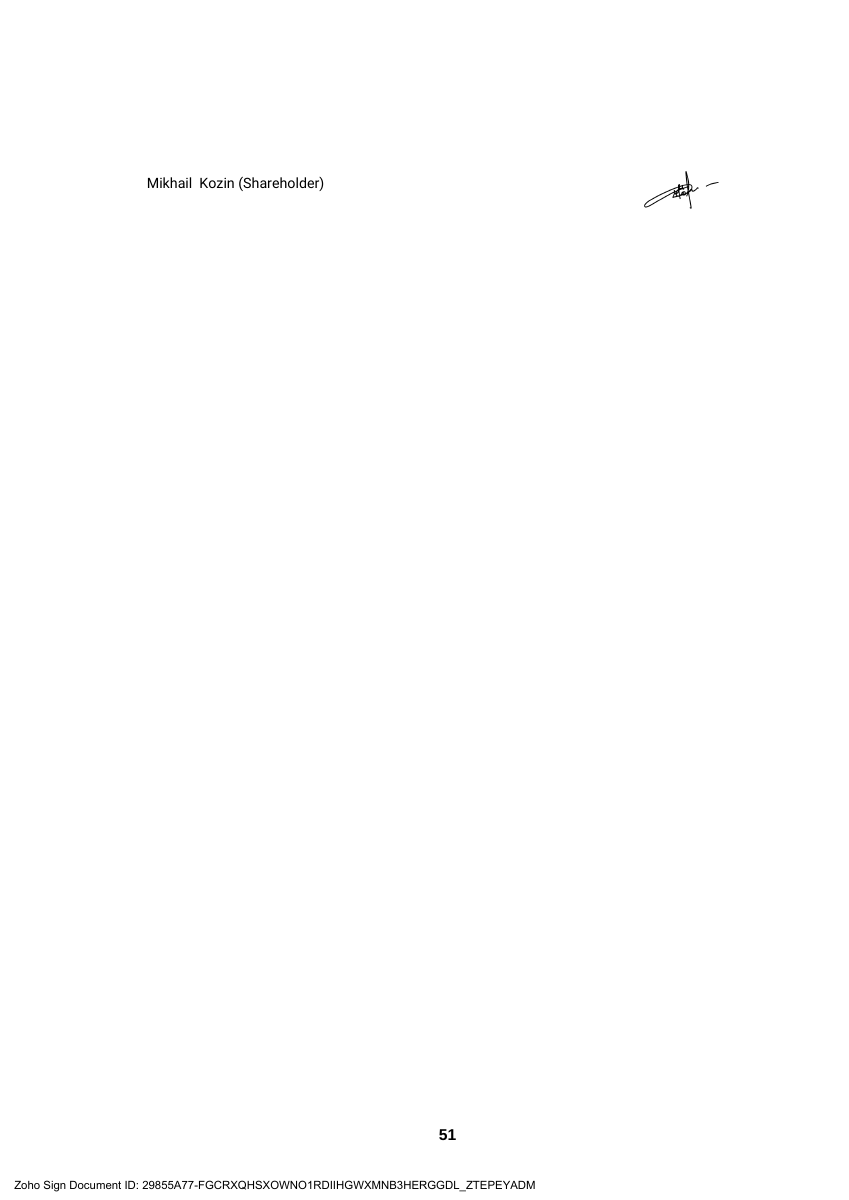 Mikhail  Kozin (Shareholder)
51
Zoho Sign Document ID: 29855A77-FGCRXQHSXOWNO1RDIIHGWXMNB3HERGGDL_ZTEPEYADM